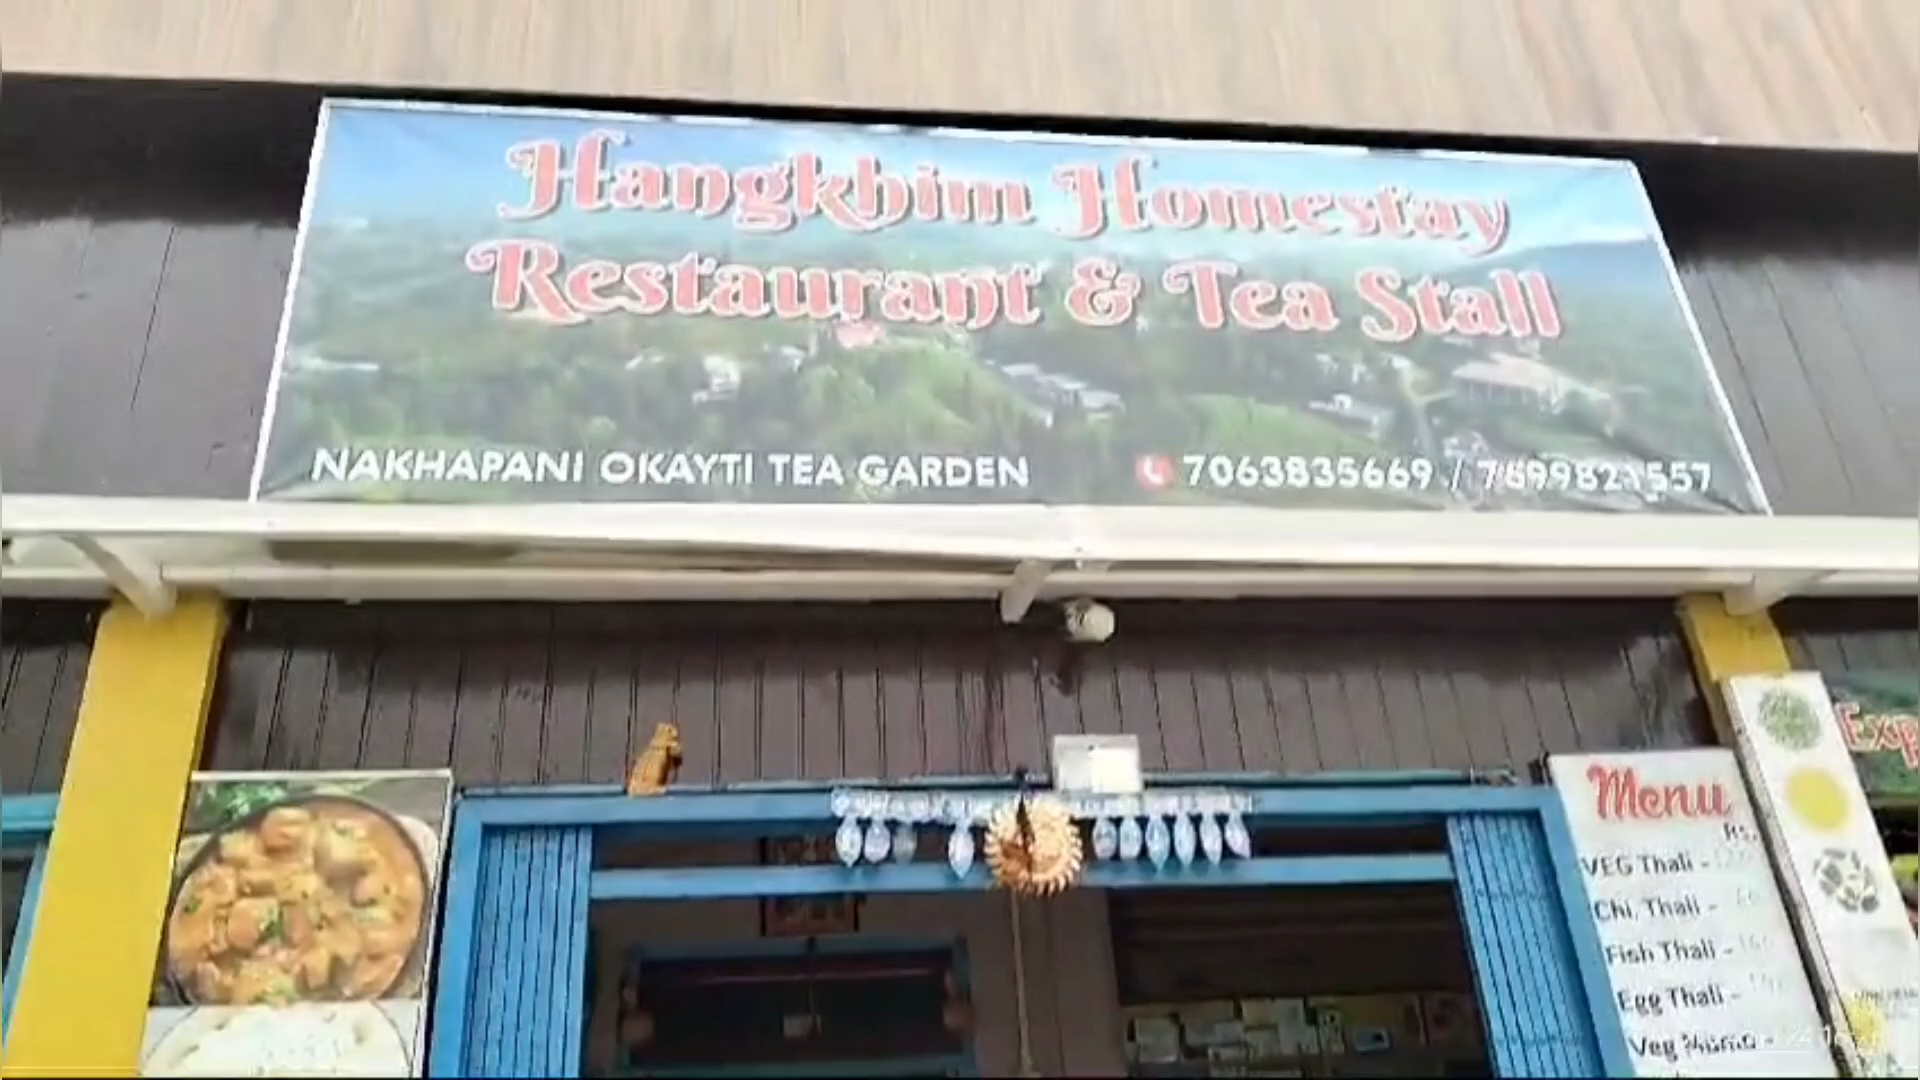 Hangkhim Homestay
Restaurant & Tea Stall
NAKHAPANI OKAYTI TEA GARDEN
7063835669 /
Menu
Rs.
VEG Thali -
Chi. Thali -
Fish Thali -
Egg Thali -
Veg